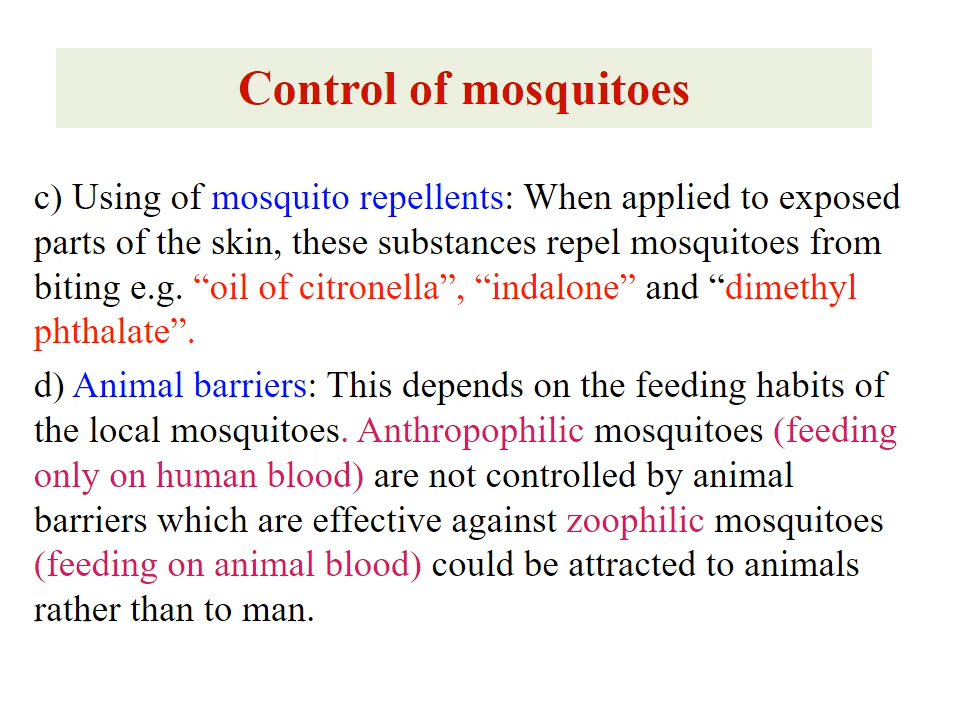 Control of mosquitoes
c) Using of mosquito repellents: When applied to exposed
parts of the skin, these substances repel mosquitoes from
biting e.g. “oil of citronella”, “indalone” and “dimethyl
phthalate”.
d) Animal barriers: This depends on the feeding habits of
the local mosquitoes. Anthropophilic mosquitoes (feeding
only on human blood) are not controlled by animal
barriers which are effective against zoophilic mosquitoes
(feeding on animal blood) could be attracted to animals
rather than to man.